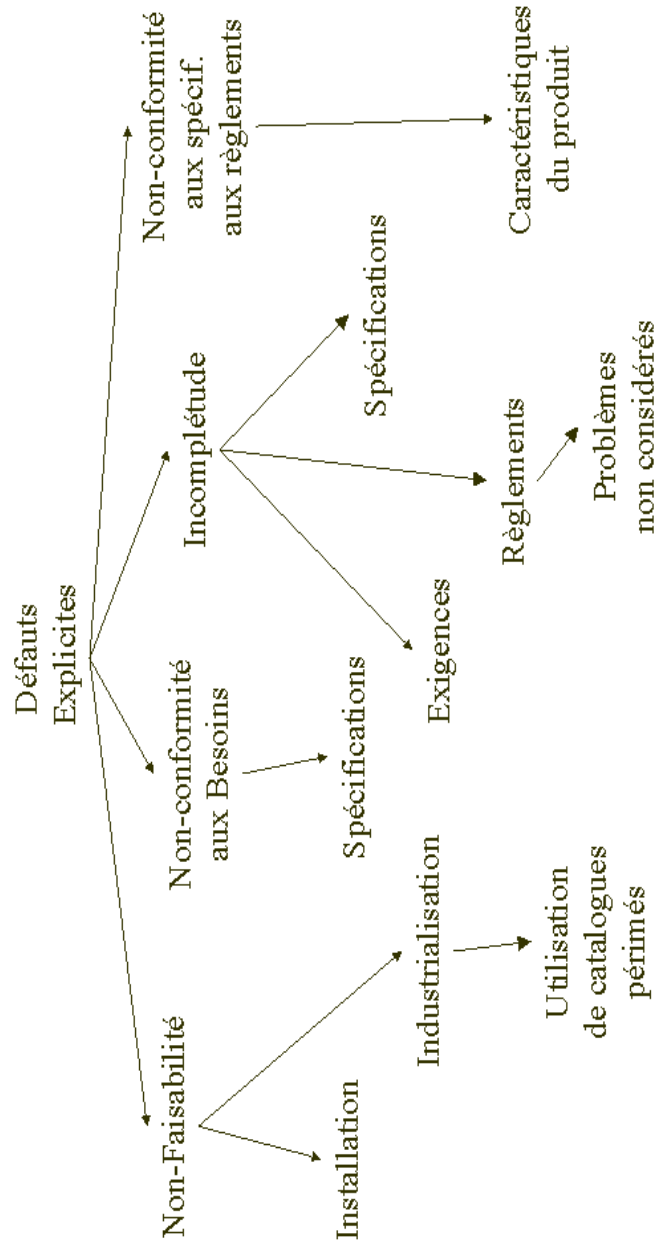 Défauts
Explicites
Non-Faisabilité
Non-conformité
aux Besoins
Incomplétude
Non-conformité
aux spécif.
aux règlements
Installation
Industrialisation
Utilisation
de catalogues
périmés
Spécifications
Exigences
Règlements
Problèmes
non considérés
Spécifications
Caractéristiques
du produit